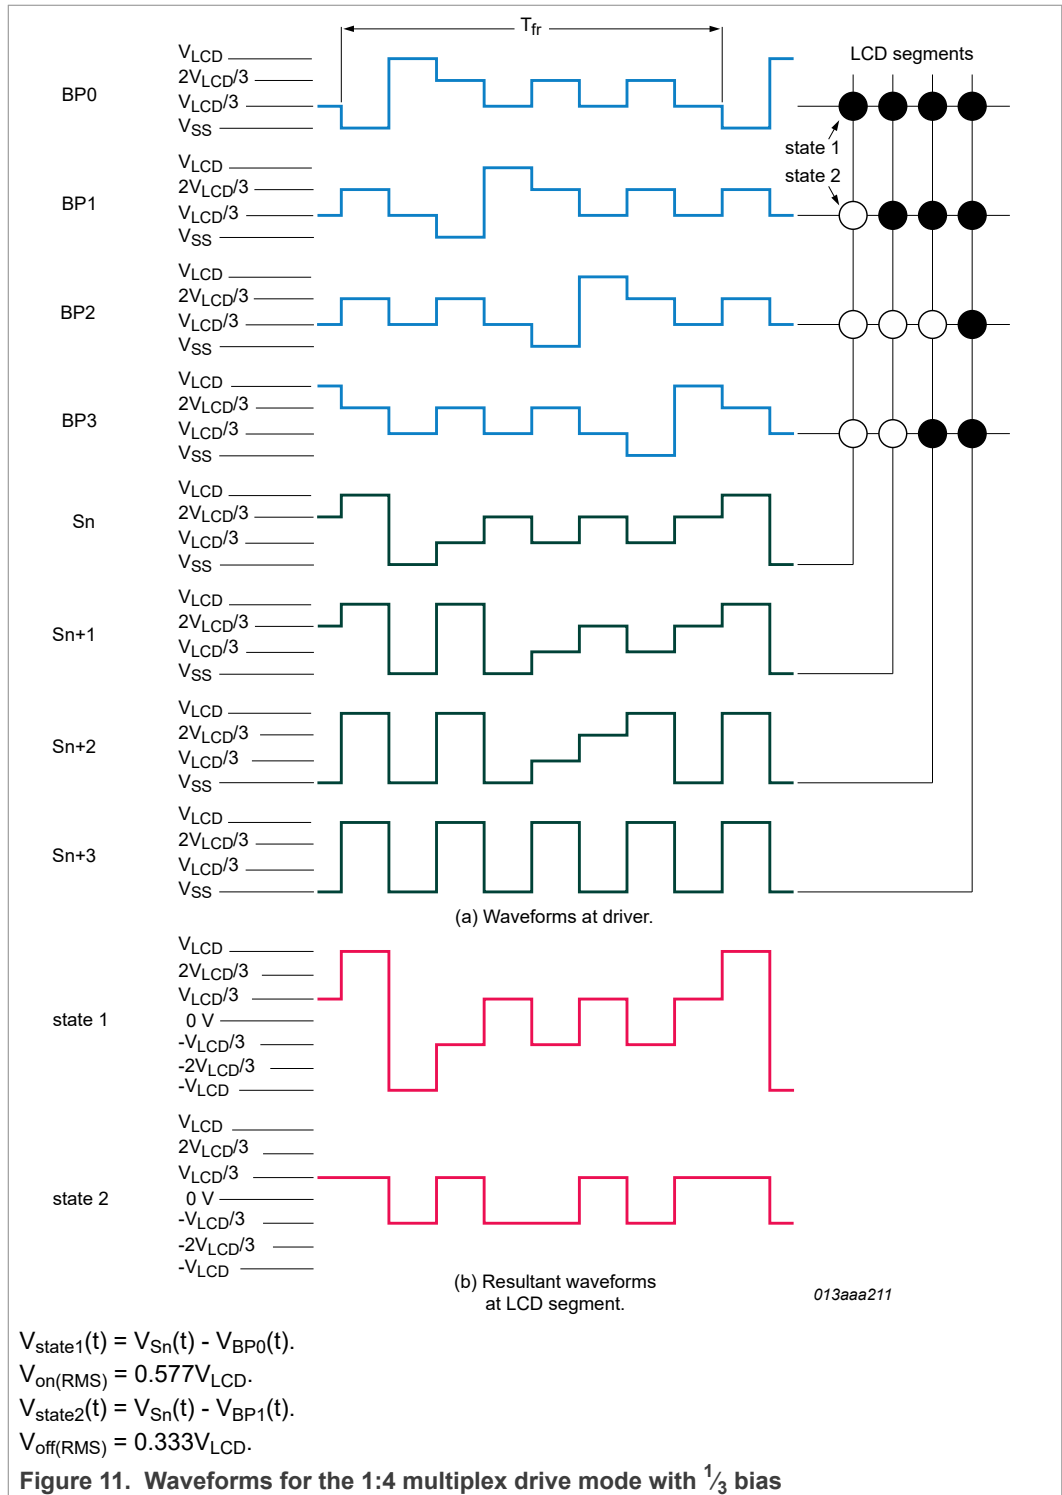 T_fr
LCD segments
BP0
V_LCD
2V_LCD/3
V_LCD/3
V_SS
state 1
state 2
BP1
V_LCD
2V_LCD/3
V_LCD/3
V_SS
BP2
V_LCD
2V_LCD/3
V_LCD/3
V_SS
BP3
V_LCD
2V_LCD/3
V_LCD/3
V_SS
Sn
V_LCD
2V_LCD/3
V_LCD/3
V_SS
Sn+1
V_LCD
2V_LCD/3
V_LCD/3
V_SS
Sn+2
V_LCD
2V_LCD/3
V_LCD/3
V_SS
Sn+3
V_LCD
2V_LCD/3
V_LCD/3
V_SS
(a) Waveforms at driver.
state 1
V_LCD
2V_LCD/3
V_LCD/3
0 V
-V_LCD/3
-2V_LCD/3
-V_LCD
state 2
V_LCD
2V_LCD/3
V_LCD/3
0 V
-V_LCD/3
-2V_LCD/3
-V_LCD
(b) Resultant waveforms
at LCD segment.
013aaa211
V_state1(t) = V_Sn(t) - V_BP0(t).
V_on(RMS) = 0.577V_LCD.
V_state2(t) = V_Sn(t) - V_BP1(t).
V_off(RMS) = 0.333V_LCD.
Figure 11. Waveforms for the 1:4 multiplex drive mode with 1/3 bias